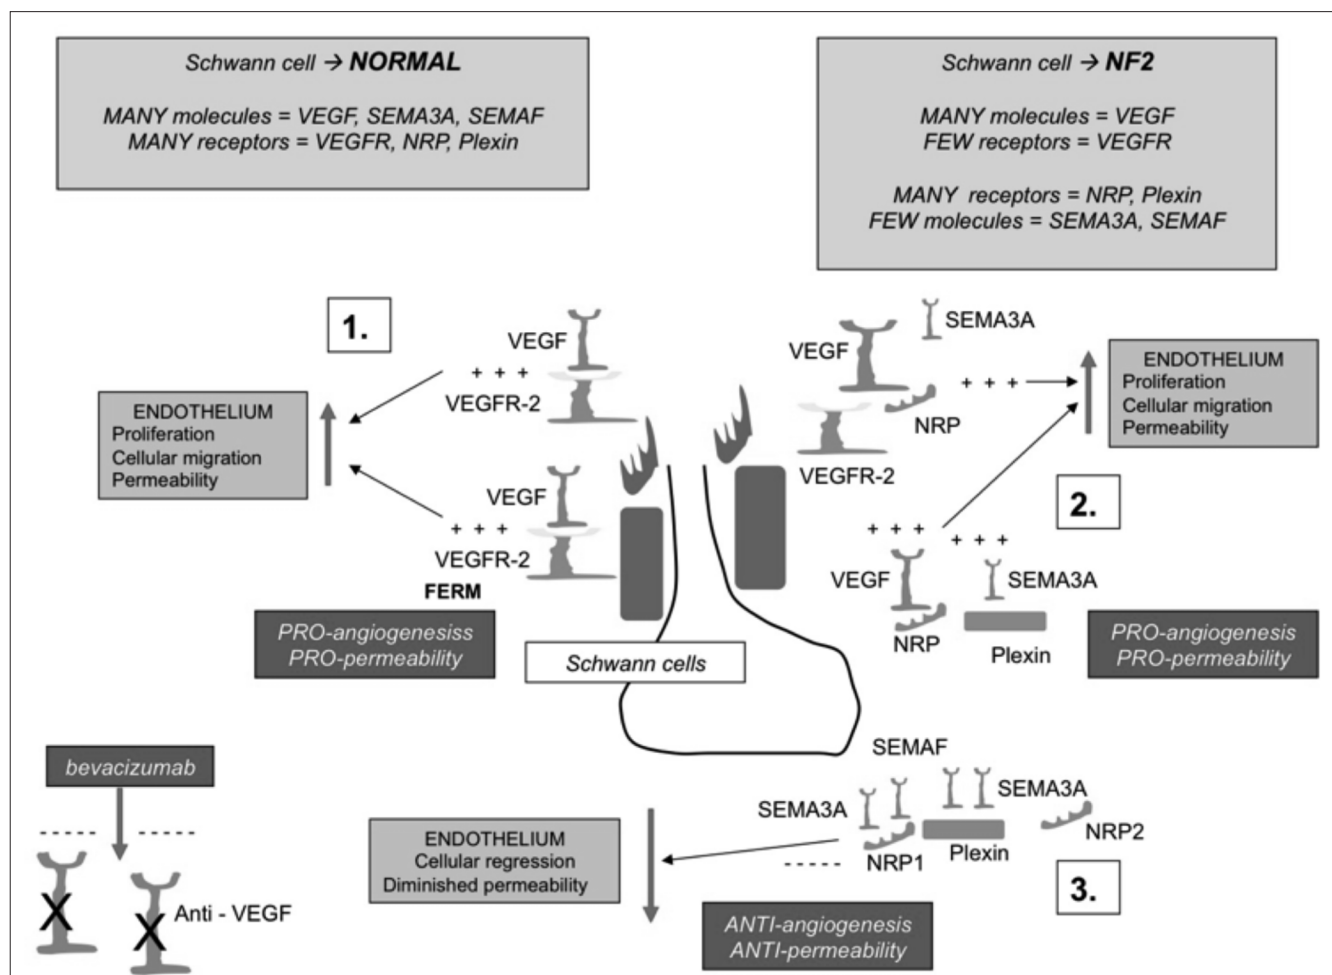 Schwann cell → NORMAL
MANY molecules = VEGF, SEMA3A, SEMAF
MANY receptors = VEGFR, NRP, Plexin
Schwann cell → NF2
MANY molecules = VEGF
FEW receptors = VEGFR
MANY receptors = NRP, Plexin
FEW molecules = SEMA3A, SEMAF
1.
VEGF
+ + +
VEGFR-2
ENDOTHELIUM
Proliferation
Cellular migration
Permeability
VEGF
+ + +
VEGFR-2
FERM
PRO-angiogenesiss
PRO-permeability
Schwann cells
SEMA3A
VEGF
+ + +
NRP
VEGFR-2
ENDOTHELIUM
Proliferation
Cellular migration
Permeability
2.
+ + +
+ + +
VEGF
SEMA3A
NRP
Plexin
PRO-angiogenesis
PRO-permeability
bevacizumab
X
X
Anti - VEGF
ENDOTHELIUM
Cellular regression
Diminished permeability
SEMAF
SEMA3A
SEMA3A
NRP1
Plexin
NRP2
3.
ANTI-angiogenesis
ANTI-permeability